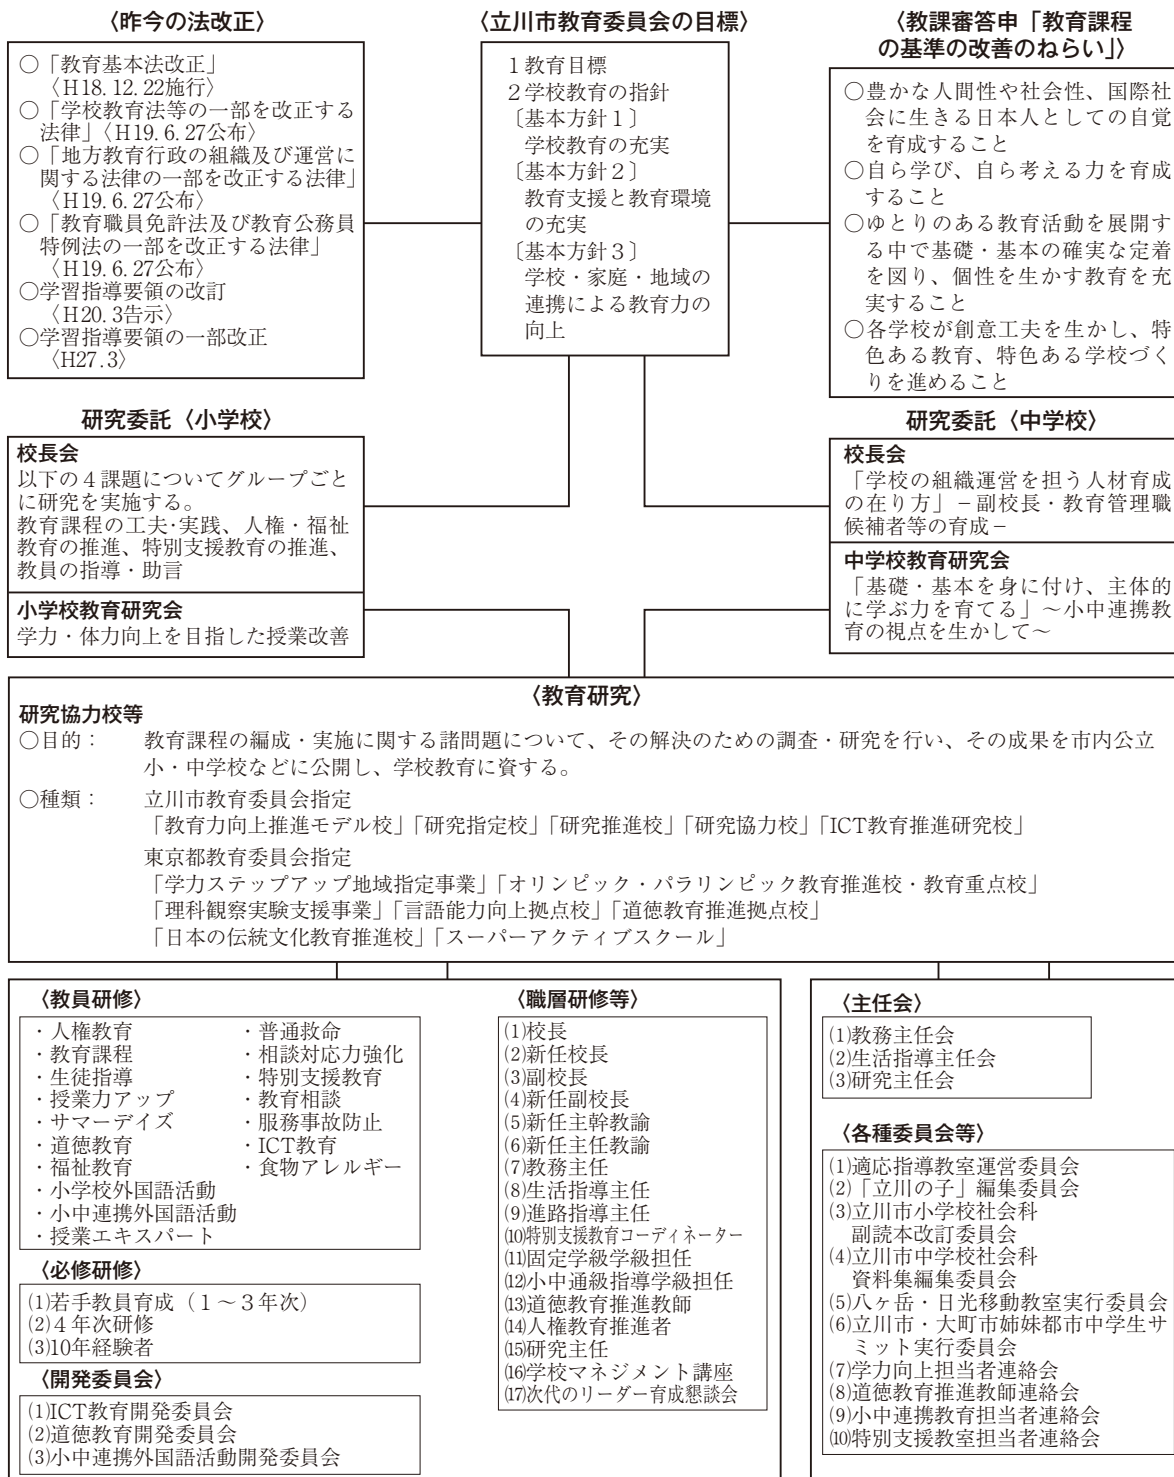 〈昨今の法改正〉
○「教育基本法改正」
〈H18.12.22施行〉
○「学校教育法等の一部を改正する
法律」〈H19.6.27公布〉
○「地方教育行政の組織及び運営に
関する法律の一部を改正する法律」
〈H19.6.27公布〉
○「教育職員免許法及び教育公務員
特例法の一部を改正する法律」
〈H19.6.27公布〉
○学習指導要領の改訂
〈H20.3告示〉
○学習指導要領の一部改正
〈H27.3〉
〈立川市教育委員会の目標〉
1教育目標
2学校教育の指針
〔基本方針1〕
学校教育の充実
〔基本方針2〕
教育支援と教育環境
の充実
〔基本方針3〕
学校・家庭・地域の
連携による教育力の
向上
〈教課審答申「教育課程
の基準の改善のねらい」〉
○豊かな人間性や社会性、国際社
会に生きる日本人としての自覚
を育成すること
○自ら学び、自ら考える力を育成
すること
○ゆとりのある教育活動を展開す
る中で基礎・基本の確実な定着
を図り、個性を生かす教育を充
実すること
○各学校が創意工夫を生かし、特
色ある教育、特色ある学校づく
りを進めること
研究委託〈小学校〉
校長会
以下の4課題についてグループごと
に研究を実施する。
教育課程の工夫・実践、人権・福祉
教育の推進、特別支援教育の推進、
教員の指導・助言
小学校教育研究会
学力・体力向上を目指した授業改善
研究委託〈中学校〉
校長会
「学校の組織運営を担う人材育成
の在り方」−副校長・教育管理職
候補者等の育成−
中学校教育研究会
「基礎・基本を身に付け、主体的
に学ぶ力を育てる」〜小中連携教
育の視点を生かして〜
〈教育研究〉
研究協力校等
○目的： 教育課程の編成・実施に関する諸問題について、その解決のための調査・研究を行い、その成果を市内公立
小・中学校などに公開し、学校教育に資する。
○種類： 立川市教育委員会指定
「教育力向上推進モデル校」「研究指定校」「研究推進校」「研究協力校」「ICT教育推進研究校」
東京都教育委員会指定
「学力ステップアップ地域指定事業」「オリンピック・パラリンピック教育推進校・教育重点校」
「理科観察実験支援事業」「言語能力向上拠点校」「道徳教育推進拠点校」
「日本の伝統文化教育推進校」「スーパーアクティブスクール」
〈教員研修〉
・人権教育
・教育課程
・生徒指導
・授業力アップ
・サマーデイズ
・道徳教育
・福祉教育
・小学校外国語活動
・小中連携外国語活動
・授業エキスパート
・普通救命
・相談対応力強化
・特別支援教育
・教育相談
・服務事故防止
・ICT教育
・食物アレルギー
〈必修研修〉
(1)若手教員育成（1〜3年次）
(2)4年次研修
(3)10年経験者
〈開発委員会〉
(1)ICT教育開発委員会
(2)道徳教育開発委員会
(3)小中連携外国語活動開発委員会
〈職層研修等〉
(1)校長
(2)新任校長
(3)副校長
(4)新任副校長
(5)新任主幹教諭
(6)新任主任教諭
(7)教務主任
(8)生活指導主任
(9)進路指導主任
(10)特別支援教育コーディネーター
(11)固定学級学級担任
(12)小中通級指導学級担任
(13)道徳教育推進教師
(14)人権教育推進者
(15)研究主任
(16)学校マネジメント講座
(17)次代のリーダー育成懇談会
〈主任会〉
(1)教務主任会
(2)生活指導主任会
(3)研究主任会
〈各種委員会等〉
(1)適応指導教室運営委員会
(2)「立川の子」編集委員会
(3)立川市小学校社会科
副読本改訂委員会
(4)立川市中学校社会科
資料集編集委員会
(5)八ヶ岳・日光移動教室実行委員会
(6)立川市・大町市姉妹都市中学生サ
ミット実行委員会
(7)学力向上担当者連絡会
(8)道徳教育推進教師連絡会
(9)小中連携教育担当者連絡会
(10)特別支援教室担当者連絡会